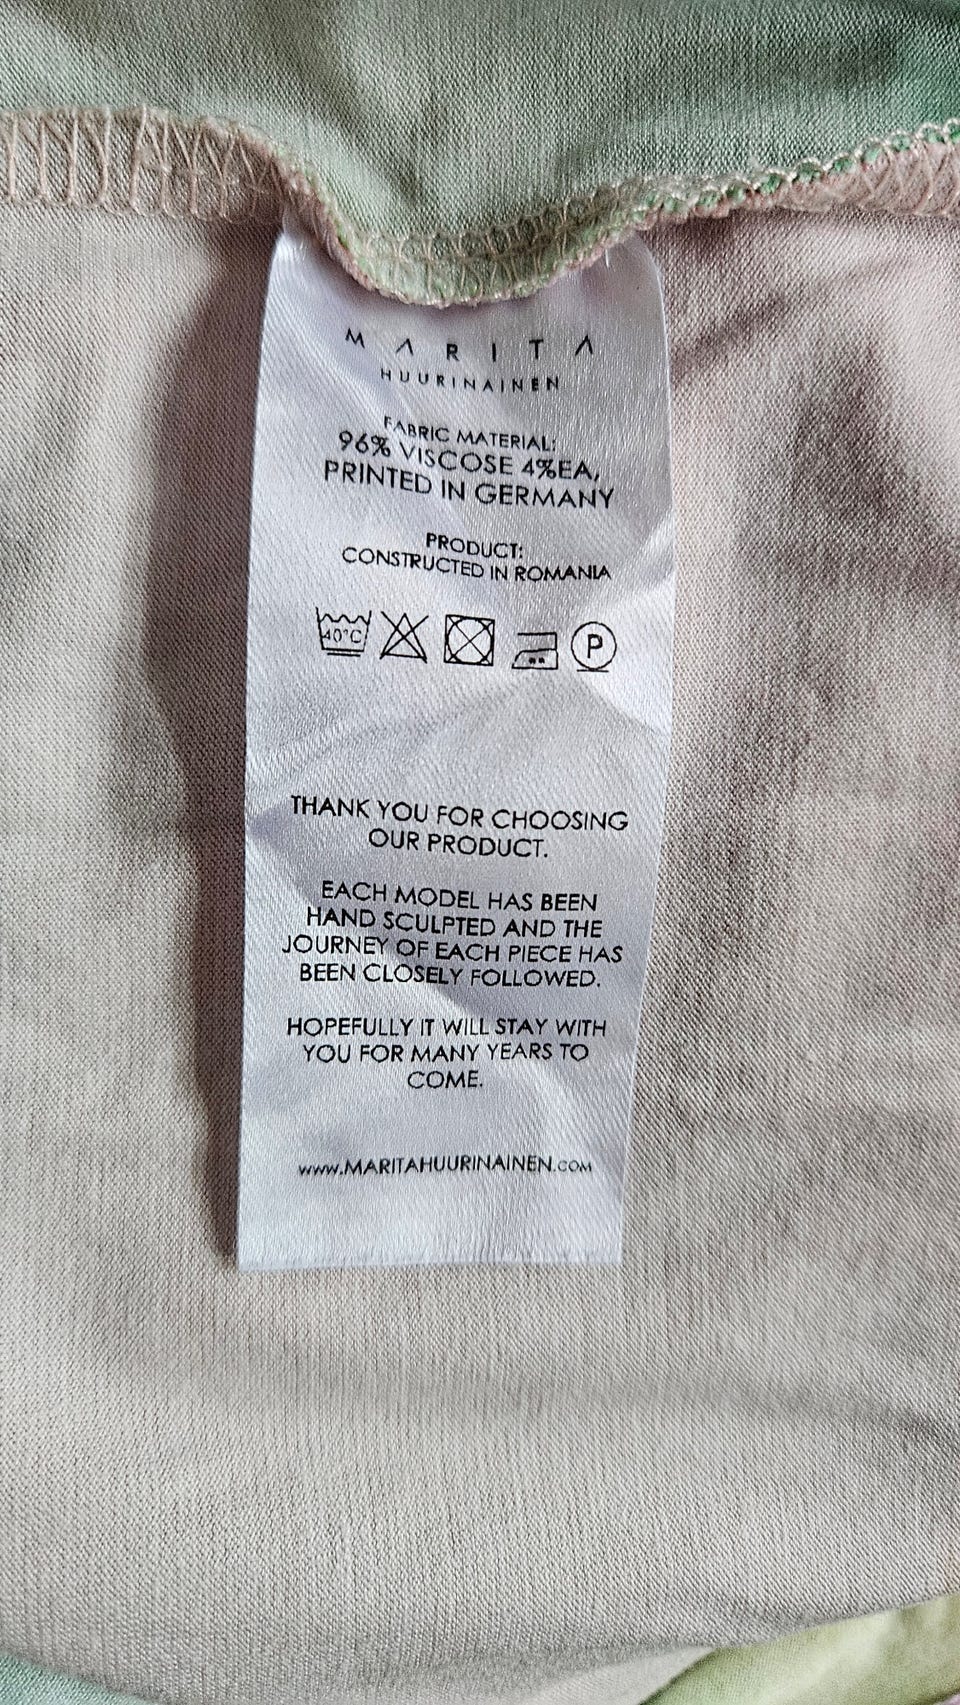 MARITA
HUURINAINEN
FABRIC MATERIAL:
96% VISCOSE 4%EA,
PRINTED IN GERMANY
PRODUCT:
CONSTRUCTED IN ROMANIA
40°C P
THANK YOU FOR CHOOSING
OUR PRODUCT.
EACH MODEL HAS BEEN
HAND SCULPTED AND THE
JOURNEY OF EACH PIECE HAS
BEEN CLOSELY FOLLOWED.
HOPEFULLY IT WILL STAY WITH
YOU FOR MANY YEARS TO
COME.
www.MARITAHUURINAINEN.COM